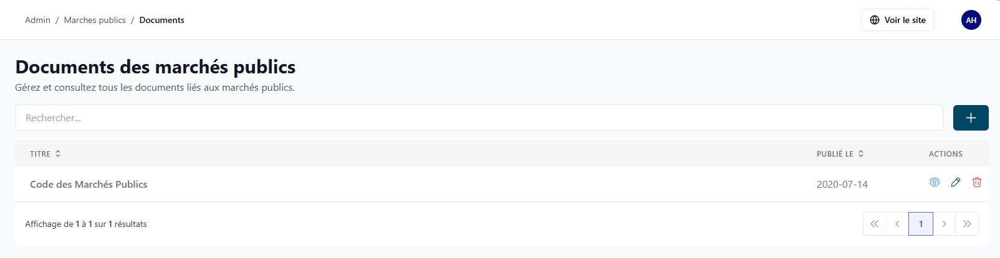 Admin / Marches publics / Documents
Voir le site
AH
Documents des marchés publics
Gérez et consultez tous les documents liés aux marchés publics.
Rechercher...
TITRE PUBLIÉ LE ACTIONS
Code des Marchés Publics 2020-07-14
Affichage de 1 à 1 sur 1 résultats
1